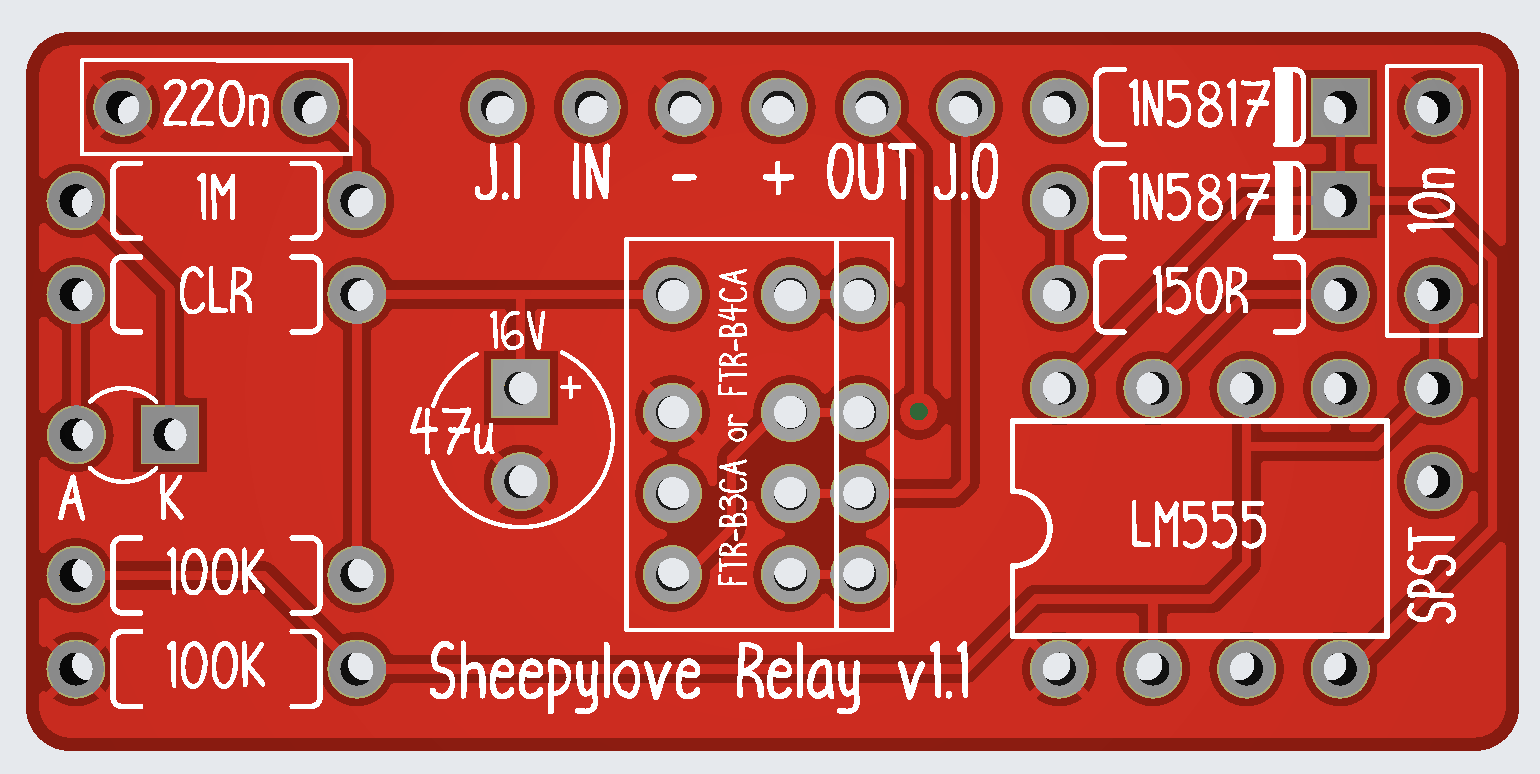 220n
1M
CLR
A
K
100K
100K
J.I
IN
-
+
OUT
J.O
16V
+
47u
FTR-B3CA or FTR-B4CA
1N5817
1N5817
150R
10n
LM555
SPST
Sheepylove Relay v1.1